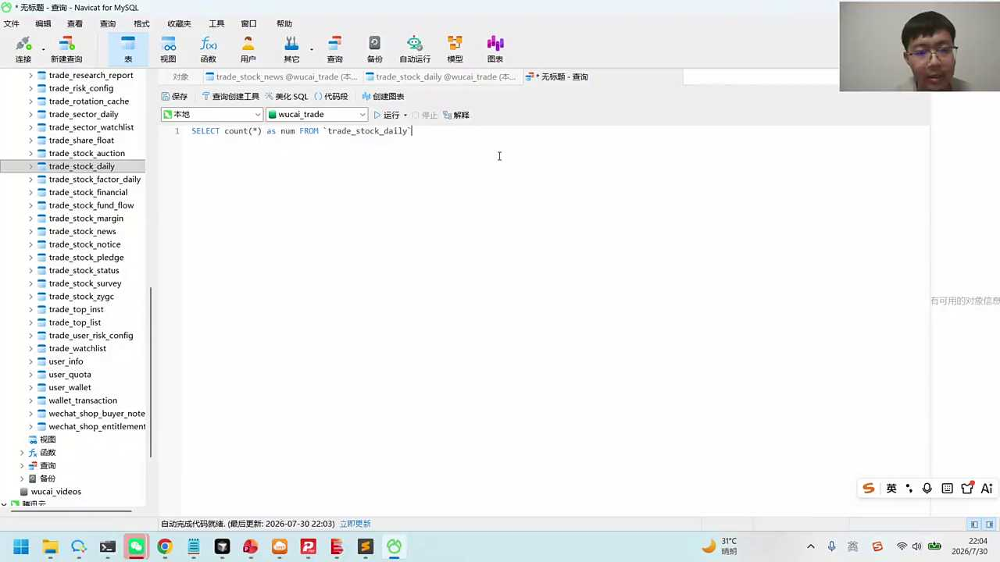 * 无标题 - 查询 - Navicat for MySQL
文件 编辑 查看 查询 格式 收藏夹 工具 窗口 帮助
连接 新建查询 表 视图 函数 用户 其它 查询 备份 自动运行 模型 图表
对象 trade_stock_news @wucai_trade (本... trade_stock_daily @wucai_trade (本... * 无标题 - 查询
保存 查询创建工具 美化 SQL () 代码段 创建图表
本地 wucai_trade 运行 停止 解释
1 SELECT count(*) as num FROM `trade_stock_daily`
trade_research_report
trade_risk_config
trade_rotation_cache
trade_sector_daily
trade_sector_watchlist
trade_share_float
trade_stock_auction
trade_stock_daily
trade_stock_factor_daily
trade_stock_financial
trade_stock_fund_flow
trade_stock_margin
trade_stock_news
trade_stock_notice
trade_stock_pledge
trade_stock_status
trade_stock_survey
trade_stock_zygc
trade_top_inst
trade_top_list
trade_user_risk_config
trade_watchlist
user_info
user_quota
user_wallet
wallet_transaction
wechat_shop_buyer_note
wechat_shop_entitlement
视图
函数
查询
备份
wucai_videos
腾讯云
有可用的对象信息
英
Ai
自动完成代码就绪. (最后更新: 2026-07-30 22:03) 立即更新
31°C
晴朗
英
22:04
2026/7/30